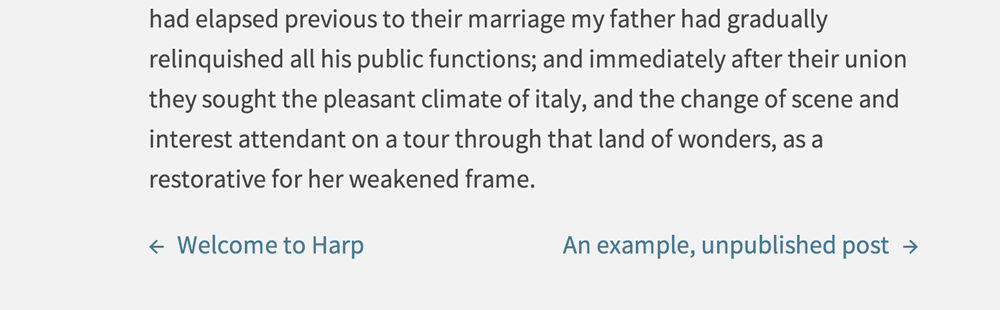 had elapsed previous to their marriage my father had gradually
relinquished all his public functions; and immediately after their union
they sought the pleasant climate of italy, and the change of scene and
interest attendant on a tour through that land of wonders, as a
restorative for her weakened frame.
← Welcome to Harp
An example, unpublished post →